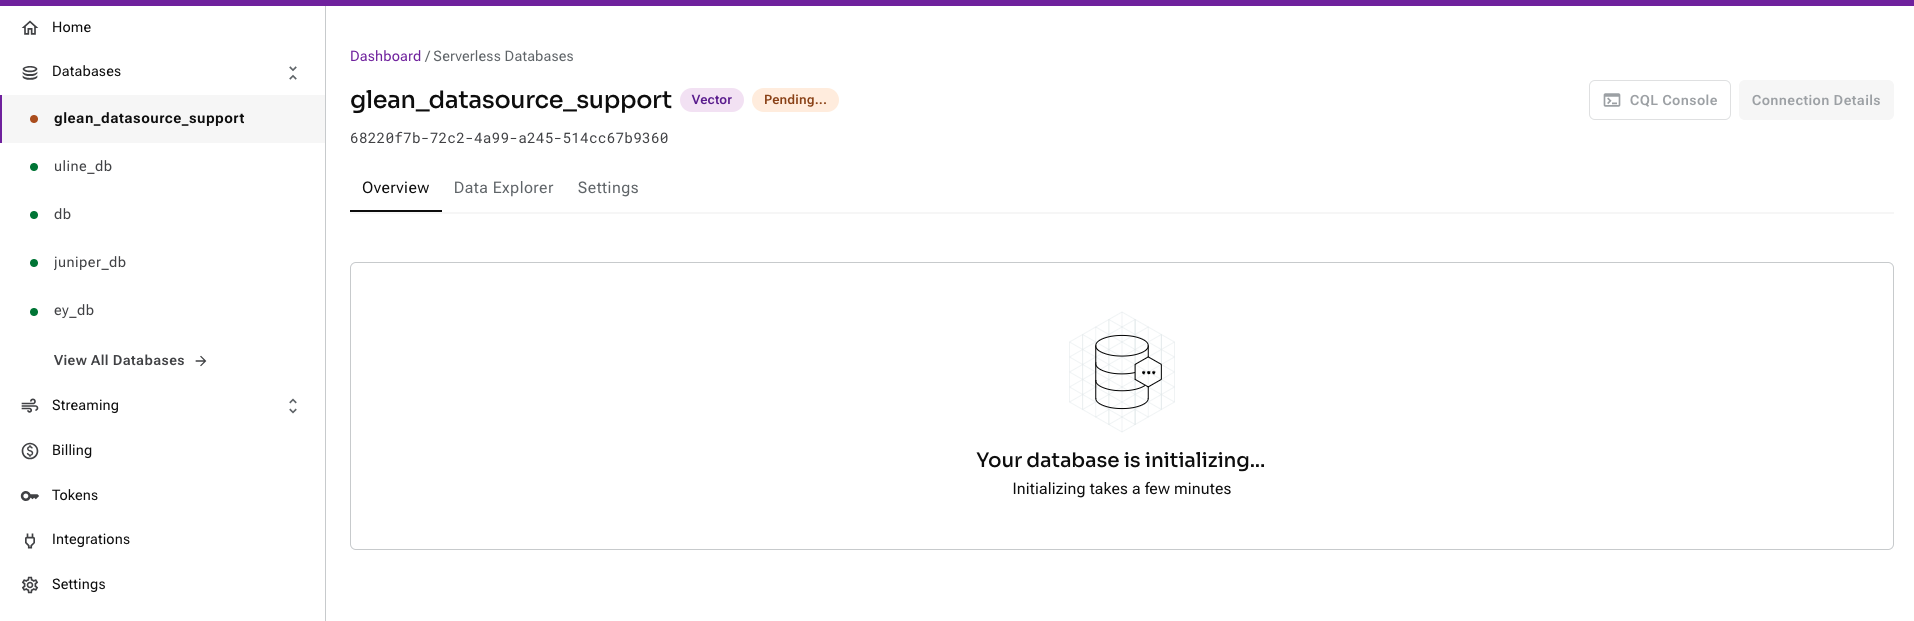 Home
Databases
glean_datasource_support
uline_db
db
juniper_db
ey_db
View All Databases
Streaming
Billing
Tokens
Integrations
Settings
Dashboard / Serverless Databases
glean_datasource_support Vector Pending...
CQL Console Connection Details
68220f7b-72c2-4a99-a245-514cc67b9360
Overview Data Explorer Settings
Your database is initializing...
Initializing takes a few minutes